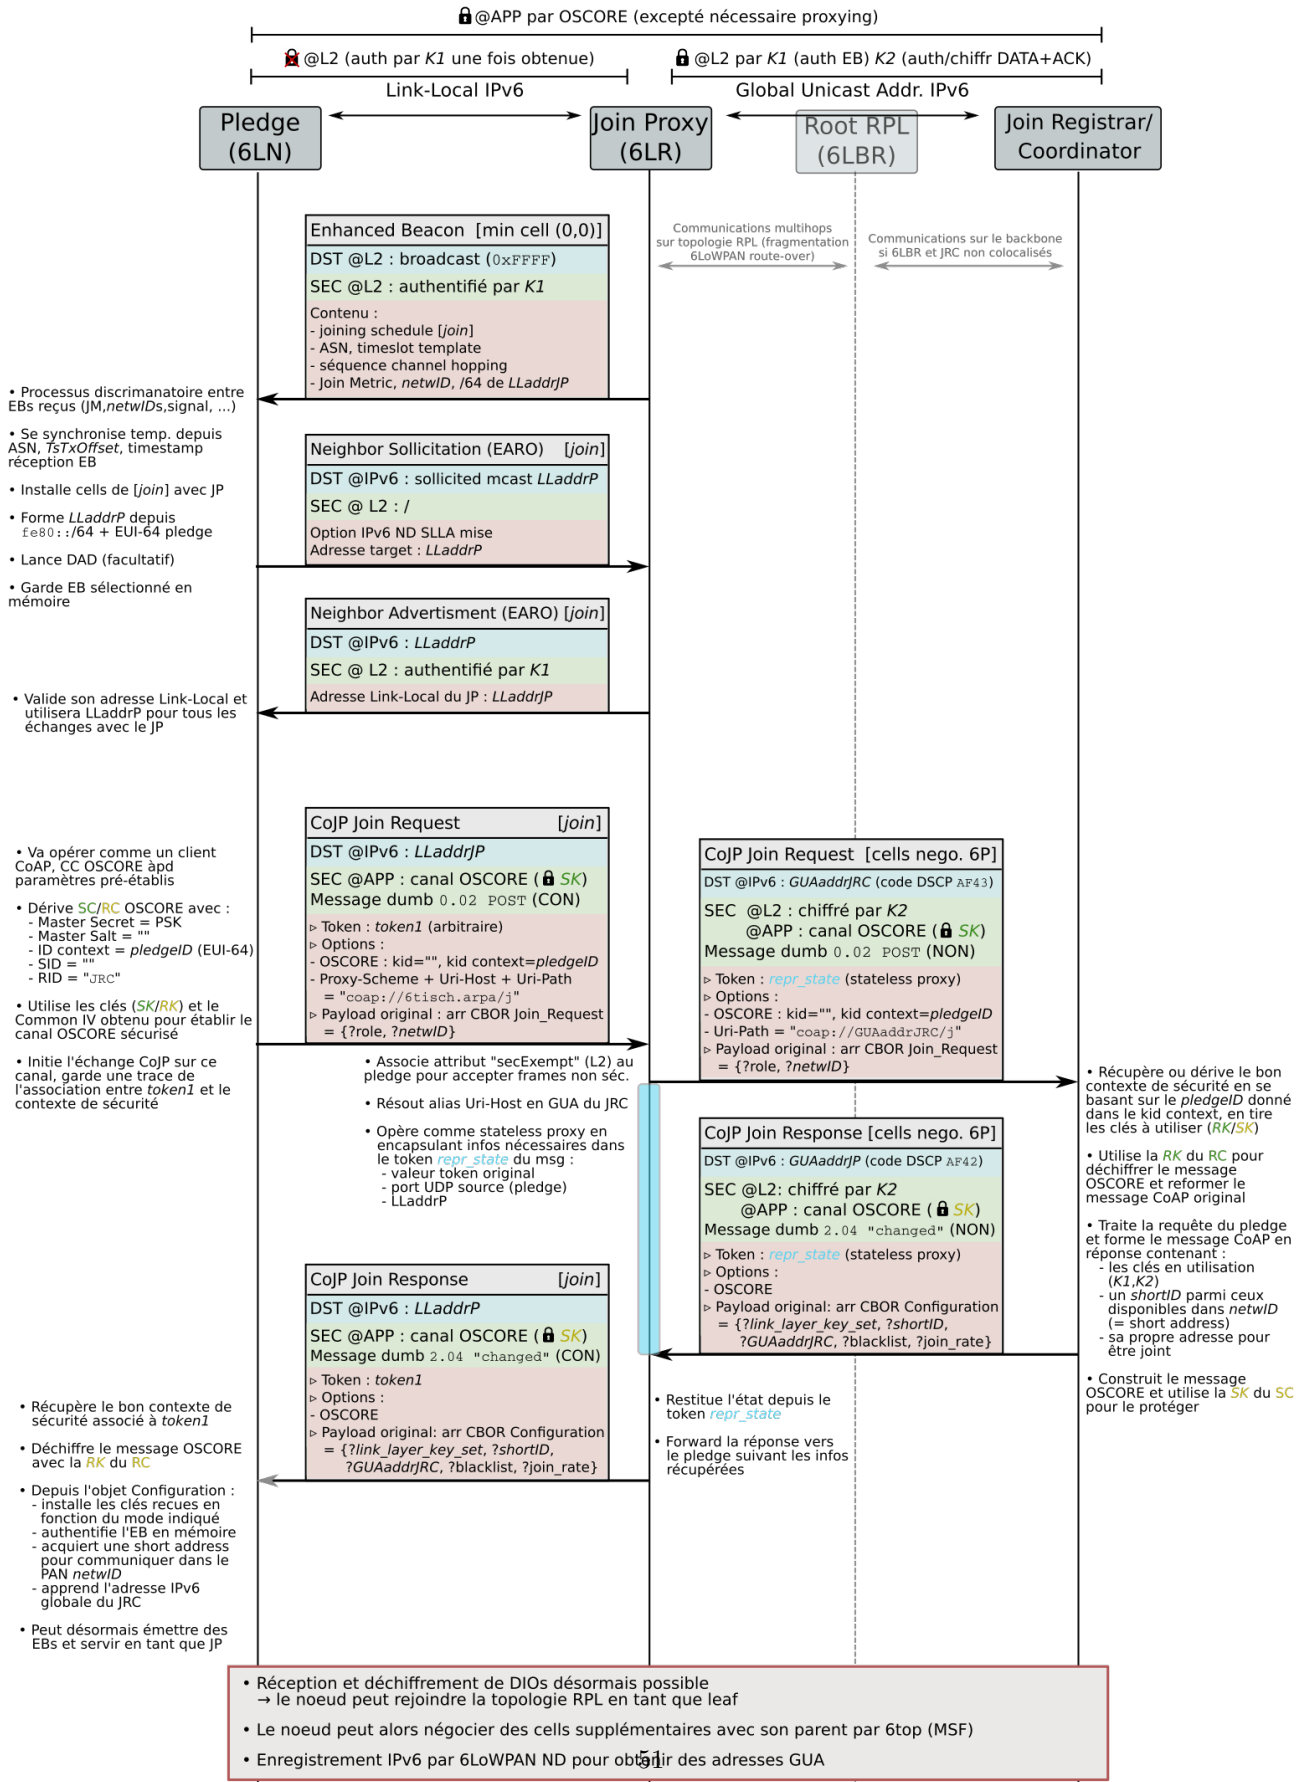 @APP par OSCORE (excepté nécessaire proxying)
@L2 (auth par K1 une fois obtenue)
@L2 par K1 (auth EB) K2 (auth/chiffr DATA+ACK)
Link-Local IPv6
Global Unicast Addr. IPv6
Pledge
(6LN)
Join Proxy
(6LR)
Root RPL
(6LBR)
Join Registrar/
Coordinator
Enhanced Beacon [min cell (0,0)]
DST @L2 : broadcast (0xFFFF)
SEC @L2 : authentifié par K1
Contenu :
- joining schedule [join]
- ASN, timeslot template
- séquence channel hopping
- Join Metric, netwID, /64 de LLaddrJP
Communications multihops
sur topologie RPL (fragmentation
6LoWPAN route-over)
Communications sur le backbone
si 6LBR et JRC non colocalisés
• Processus discrimanatoire entre
EBs reçus (JM,netwIDs,signal, ...)
• Se synchronise temp. depuis
ASN, TsTxOffset, timestamp
réception EB
• Installe cells de [join] avec JP
• Forme LLaddrP depuis
fe80::/64 + EUI-64 pledge
• Lance DAD (facultatif)
• Garde EB sélectionné en
mémoire
Neighbor Sollicitation (EARO) [join]
DST @IPv6 : sollicited mcast LLaddrP
SEC @ L2 : /
Option IPv6 ND SLLA mise
Adresse target : LLaddrP
Neighbor Advertisment (EARO) [join]
DST @IPv6 : LLaddrP
SEC @ L2 : authentifié par K1
Adresse Link-Local du JP : LLaddrJP
• Valide son adresse Link-Local et
utilisera LLaddrP pour tous les
échanges avec le JP
• Va opérer comme un client
CoAP, CC OSCORE àpd
paramètres pré-établis
• Dérive SC/RC OSCORE avec :
- Master Secret = PSK
- Master Salt = ""
- ID context = pledgeID (EUI-64)
- SID = ""
- RID = "JRC"
• Utilise les clés (SK/RK) et le
Common IV obtenu pour établir le
canal OSCORE sécurisé
• Initie l'échange CoJP sur ce
canal, garde une trace de
l'association entre token1 et le
contexte de sécurité
CoJP Join Request [join]
DST @IPv6 : LLaddrJP
SEC @APP : canal OSCORE ( SK)
Message dumb 0.02 POST (CON)
▹ Token : token1 (arbitraire)
▹ Options :
- OSCORE : kid="", kid context=pledgeID
- Proxy-Scheme + Uri-Host + Uri-Path
= "coap://6tisch.arpa/j"
▹ Payload original : arr CBOR Join_Request
= {?role, ?netwID}
CoJP Join Request [cells nego. 6P]
DST @IPv6 : GUAaddrJRC (code DSCP AF43)
SEC @L2 : chiffré par K2
@APP : canal OSCORE ( SK)
Message dumb 0.02 POST (NON)
▹ Token : repr_state (stateless proxy)
▹ Options :
- OSCORE : kid="", kid context=pledgeID
- Uri-Path = "coap://GUAaddrJRC/j"
▹ Payload original : arr CBOR Join_Request
= {?role, ?netwID}
• Associe attribut "secExempt" (L2) au
pledge pour accepter frames non séc.
• Résout alias Uri-Host en GUA du JRC
• Opère comme stateless proxy en
encapsulant infos nécessaires dans
le token repr_state du msg :
- valeur token original
- port UDP source (pledge)
- LLaddrP
• Récupère ou dérive le bon
contexte de sécurité en se
basant sur le pledgeID donné
dans le kid context, en tire
les clés à utiliser (RK/SK)
• Utilise la RK du RC pour
déchiffrer le message
OSCORE et reformer le
message CoAP original
• Traite la requête du pledge
et forme le message CoAP en
réponse contenant :
- les clés en utilisation
(K1,K2)
- un shortID parmi ceux
disponibles dans netwID
(= short address)
- sa propre adresse pour
être joint
• Construit le message
OSCORE et utilise la SK du SC
pour le protéger
CoJP Join Response [cells nego. 6P]
DST @IPv6 : GUAaddrJP (code DSCP AF42)
SEC @L2: chiffré par K2
@APP : canal OSCORE ( SK)
Message dumb 2.04 "changed" (NON)
▹ Token : repr_state (stateless proxy)
▹ Options :
- OSCORE
▹ Payload original: arr CBOR Configuration
= {?link_layer_key_set, ?shortID,
?GUAaddrJRC, ?blacklist, ?join_rate}
CoJP Join Response [join]
DST @IPv6 : LLaddrP
SEC @APP : canal OSCORE ( SK)
Message dumb 2.04 "changed" (CON)
▹ Token : token1
▹ Options :
- OSCORE
▹ Payload original: arr CBOR Configuration
= {?link_layer_key_set, ?shortID,
?GUAaddrJRC, ?blacklist, ?join_rate}
• Restitue l'état depuis le
token repr_state
• Forward la réponse vers
le pledge suivant les infos
récupérées
• Récupère le bon contexte de
sécurité associé à token1
• Déchiffre le message OSCORE
avec la RK du RC
• Depuis l'objet Configuration :
- installe les clés recues en
fonction du mode indiqué
- authentifie l'EB en mémoire
- acquiert une short address
pour communiquer dans le
PAN netwID
- apprend l'adresse IPv6
globale du JRC
• Peut désormais émettre des
EBs et servir en tant que JP
• Réception et déchiffrement de DIOs désormais possible
→ le noeud peut rejoindre la topologie RPL en tant que leaf
• Le noeud peut alors négocier des cells supplémentaires avec son parent par 6top (MSF)
• Enregistrement IPv6 par 6LoWPAN ND pour obtenir des adresses GUA
51